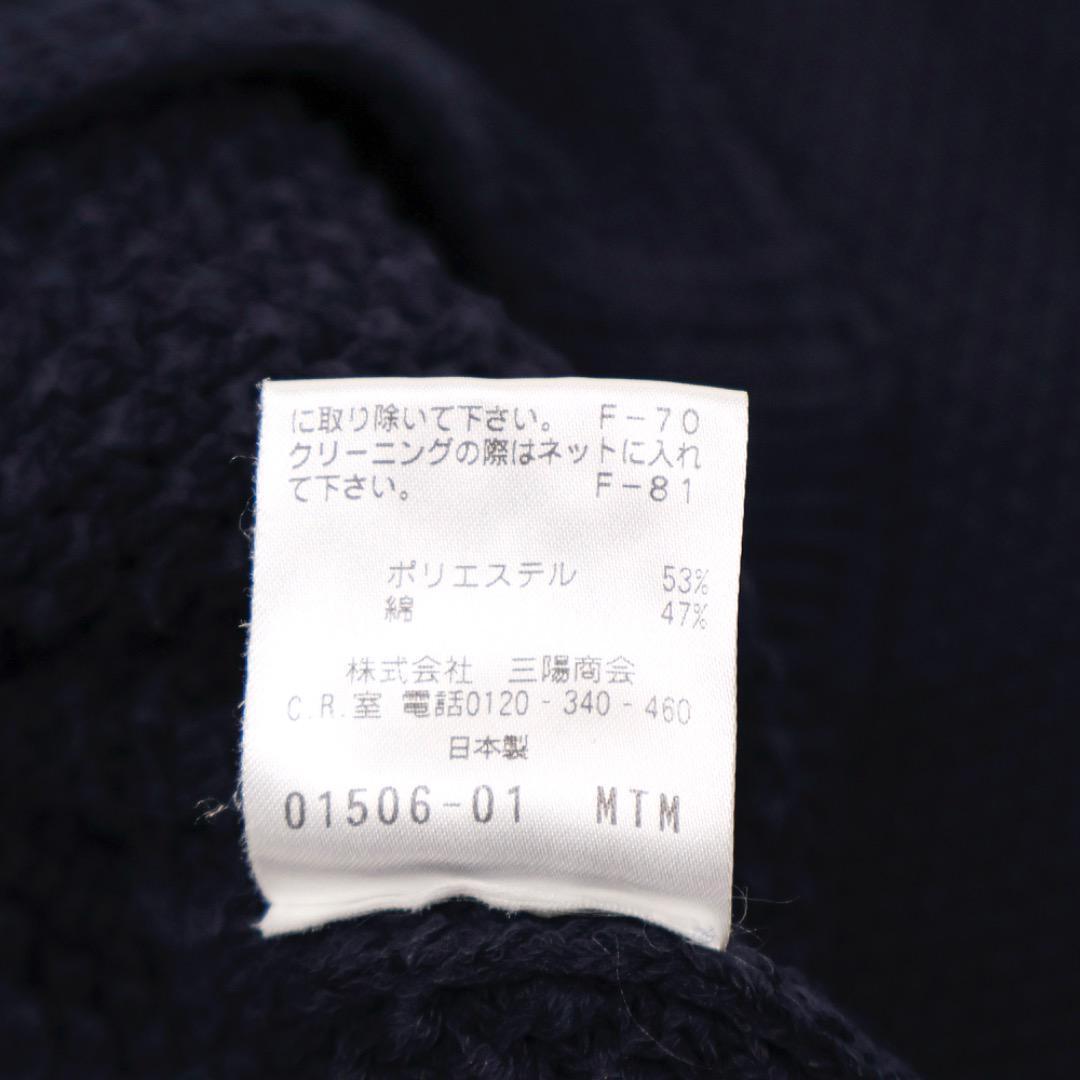 に取り除いて下さい。 F-70
クリーニングの際はネットに入れ
て下さい。 F-81
ポリエステル 53%
綿 47%
株式会社 三陽商会
C.R.室 電話0120-340-460
日本製
01506-01 MTM